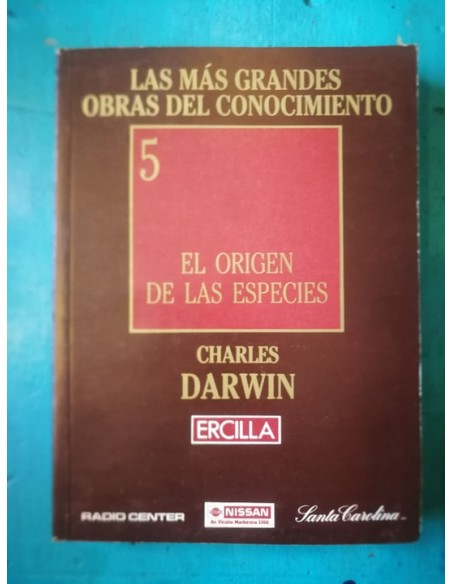 LAS MÁS GRANDES
OBRAS DEL CONOCIMIENTO
5
EL ORIGEN
DE LAS ESPECIES
CHARLES
DARWIN
ERCILLA
RADIO CENTER
NISSAN
Santa Carolina